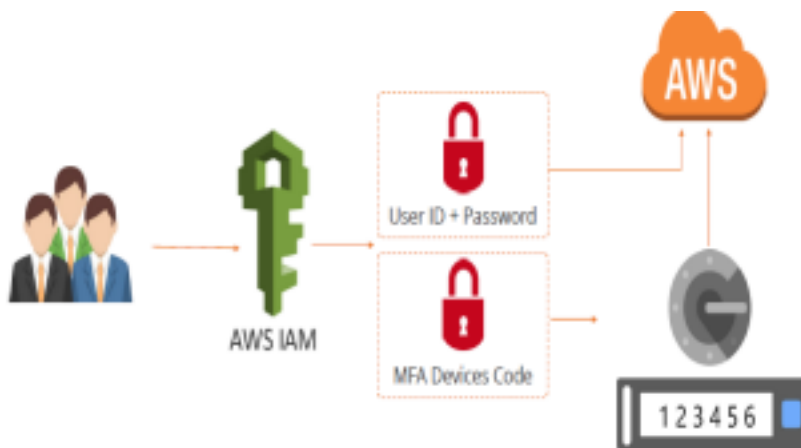 AWS
User ID + Password
AWS IAM
MFA Devices Code
123456